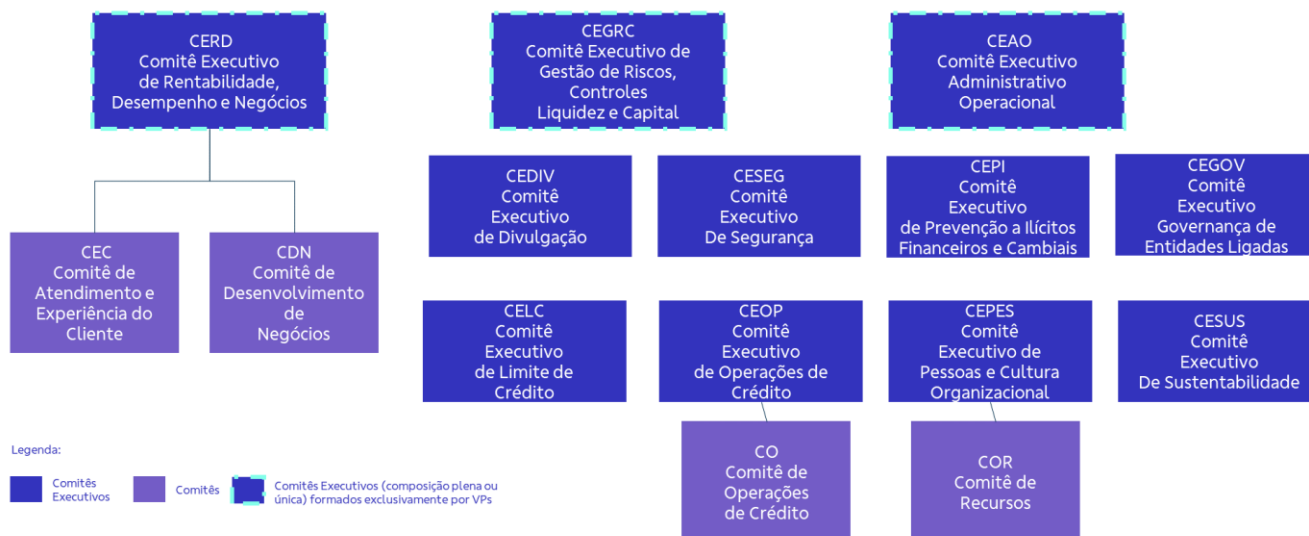 CERD
Comitê Executivo
de Rentabilidade,
Desempenho e Negócios
CEGRC
Comitê Executivo de
Gestão de Riscos,
Controles
Liquidez e Capital
CEAO
Comitê Executivo
Administrativo
Operacional
CEDIV
Comitê
Executivo
de Divulgação
CESEG
Comitê
Executivo
De Segurança
CEPI
Comitê
Executivo
de Prevenção a Ilícitos
Financeiros e Cambiais
CEGOV
Comitê
Executivo
Governança de
Entidades Ligadas
CEC
Comitê de
Atendimento e
Experiência do
Cliente
CDN
Comitê de
Desenvolvimento
de
Negócios
CELC
Comitê
Executivo
de Limite de
Crédito
CEOP
Comitê
Executivo
de Operações de
Crédito
CEPES
Comitê
Executivo de
Pessoas e Cultura
Organizacional
CESUS
Comitê
Executivo
De Sustentabilidade
CO
Comitê de
Operações
de Crédito
COR
Comitê de
Recursos
Legenda:
Comitês
Executivos
Comitês
Comitês Executivos (composição plena ou
única) formados exclusivamente por VPs